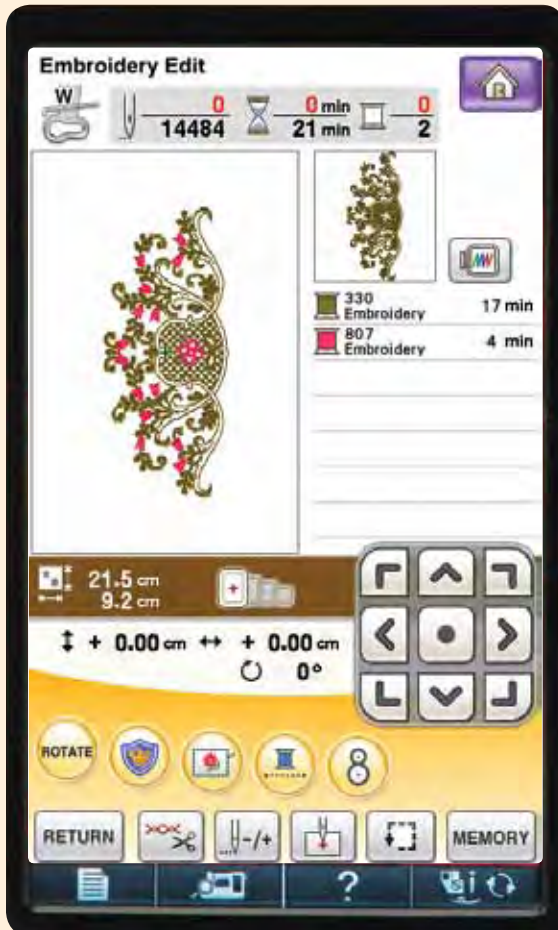 Embroidery Edit
W
0 0 min 0
14484 21 min 2
330
Embroidery 17 min
807
Embroidery 4 min
21.5 cm
9.2 cm
+ 0.00 cm + 0.00 cm
0°
ROTATE
8
RETURN -/+ MEMORY
? i